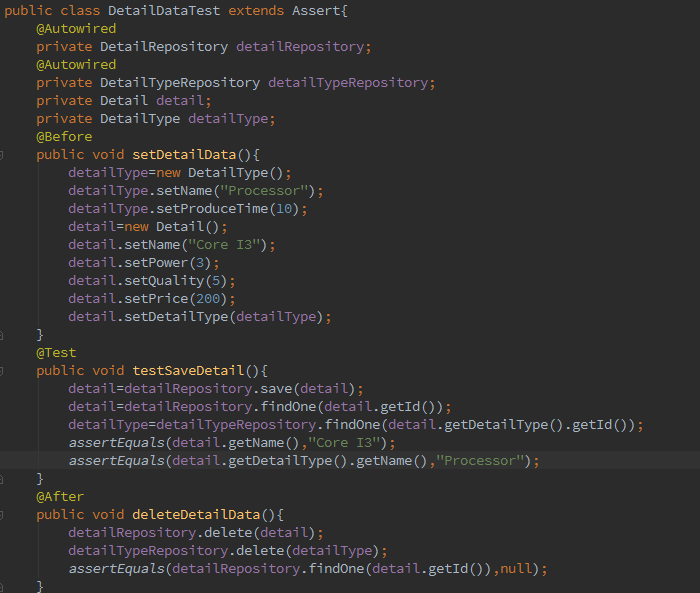 public class DetailDataTest extends Assert{
@Autowired
private DetailRepository detailRepository;
@Autowired
private DetailTypeRepository detailTypeRepository;
private Detail detail;
private DetailType detailType;
@Before
public void setDetailData(){
detailType=new DetailType();
detailType.setName("Processor");
detailType.setProduceTime(10);
detail=new Detail();
detail.setName("Core I3");
detail.setPower(3);
detail.setQuality(5);
detail.setPrice(200);
detail.setDetailType(detailType);
}
@Test
public void testSaveDetail(){
detail=detailRepository.save(detail);
detail=detailRepository.findOne(detail.getId());
detailType=detailTypeRepository.findOne(detail.getDetailType().getId());
assertEquals(detail.getName(),"Core I3");
assertEquals(detail.getDetailType().getName(),"Processor");
}
@After
public void deleteDetailData(){
detailRepository.delete(detail);
detailTypeRepository.delete(detailType);
assertEquals(detailRepository.findOne(detail.getId()),null);
}